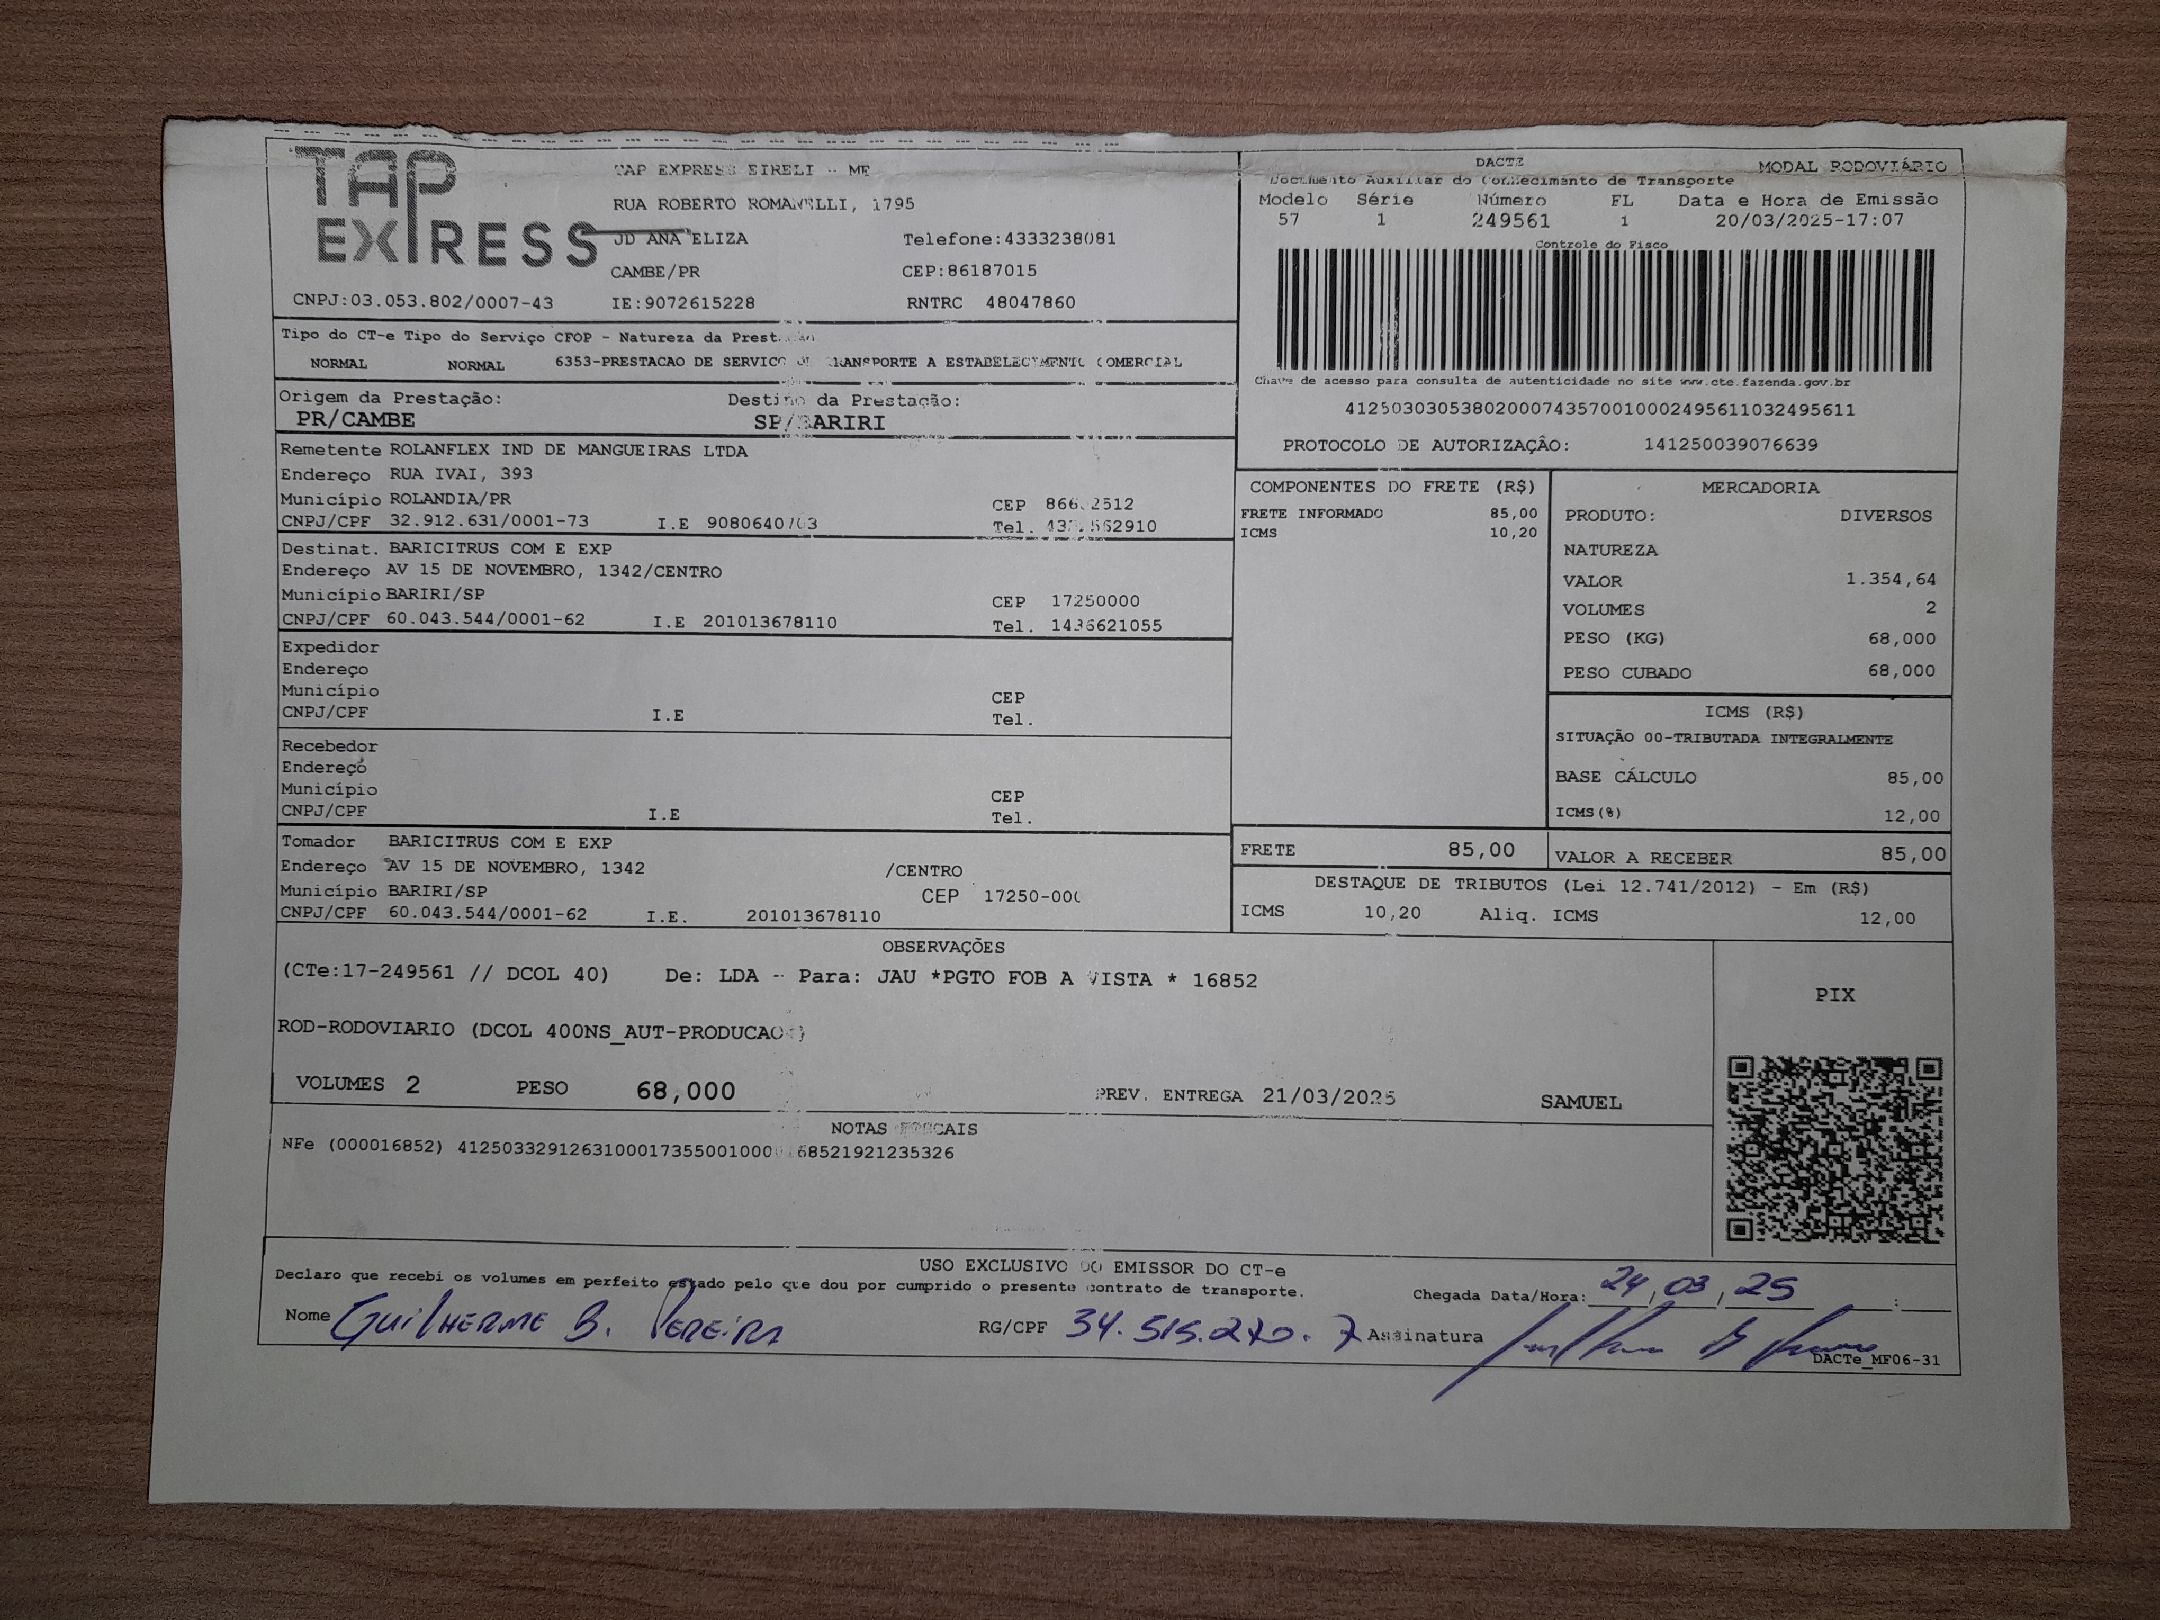 TAP
EXPRESS
TAP EXPRESS EIRELI - ME
RUA ROBERTO ROMANELLI, 1795
JD ANA ELIZA Telefone:4333238081
CAMBE/PR CEP:86187015
CNPJ:03.053.802/0007-43 IE:9072615228 RNTRC 48047860
DACTE MODAL RODOVIÁRIO
Documento Auxiliar do Conhecimento de Transporte
Modelo Série Número FL Data e Hora de Emissão
57 1 249561 1 20/03/2025-17:07
Controle do Fisco
Chave de acesso para consulta de autenticidade no site www.cte.fazenda.gov.br
41250303053802000743570010002495611032495611
PROTOCOLO DE AUTORIZAÇÃO: 141250039076639
Tipo do CT-e Tipo do Serviço CFOP - Natureza da Prestação
NORMAL NORMAL 6353-PRESTACAO DE SERVICO DE TRANSPORTE A ESTABELECIMENTO COMERCIAL
Origem da Prestação: Destino da Prestação:
PR/CAMBE SP/BARIRI
Remetente ROLANFLEX IND DE MANGUEIRAS LTDA
Endereço RUA IVAI, 393
Município ROLANDIA/PR CEP
CNPJ/CPF 32.912.631/0001-73 I.E Tel.
Destinat. BARICITRUS COM E EXP
Endereço AV 15 DE NOVEMBRO, 1342/CENTRO
Município BARIRI/SP CEP 17250000
CNPJ/CPF 60.043.544/0001-62 I.E 201013678110 Tel. 1436621055
Expedidor
Endereço
Município CEP
CNPJ/CPF I.E Tel.
Recebedor
Endereço
Município CEP
CNPJ/CPF I.E Tel.
Tomador BARICITRUS COM E EXP
Endereço AV 15 DE NOVEMBRO, 1342 /CENTRO
Município BARIRI/SP CEP 17250-000
CNPJ/CPF 60.043.544/0001-62 I.E. 201013678110
COMPONENTES DO FRETE (R$)
FRETE INFORMADO 85,00
ICMS 10,20
MERCADORIA
PRODUTO: DIVERSOS
NATUREZA
VALOR 1.354,64
VOLUMES 2
PESO (KG) 68,000
PESO CUBADO 68,000
ICMS (R$)
SITUAÇÃO 00-TRIBUTADA INTEGRALMENTE
BASE CÁLCULO 85,00
ICMS(%) 12,00
FRETE 85,00 VALOR A RECEBER 85,00
DESTAQUE DE TRIBUTOS (Lei 12.741/2012) - Em (R$)
ICMS 10,20 Aliq. ICMS 12,00
OBSERVAÇÕES
(CTe:17-249561 // DCOL 40) De: LDA - Para: JAU *PGTO FOB A VISTA * 16852
ROD-RODOVIARIO (DCOL 400NS_AUT-PRODUCAO
VOLUMES 2 PESO 68,000 PREV. ENTREGA 21/03/2025 SAMUEL
PIX
NOTAS FISCAIS
NFe (000016852)
USO EXCLUSIVO DO EMISSOR DO CT-e
Declaro que recebi os volumes em perfeito estado pelo que dou por cumprido o presente contrato de transporte.
Chegada Data/Hora: 24/03/25 :
Nome Guilherme B. Pereira RG/CPF 34.515.270.7 Assinatura
DACTe_MF06-31